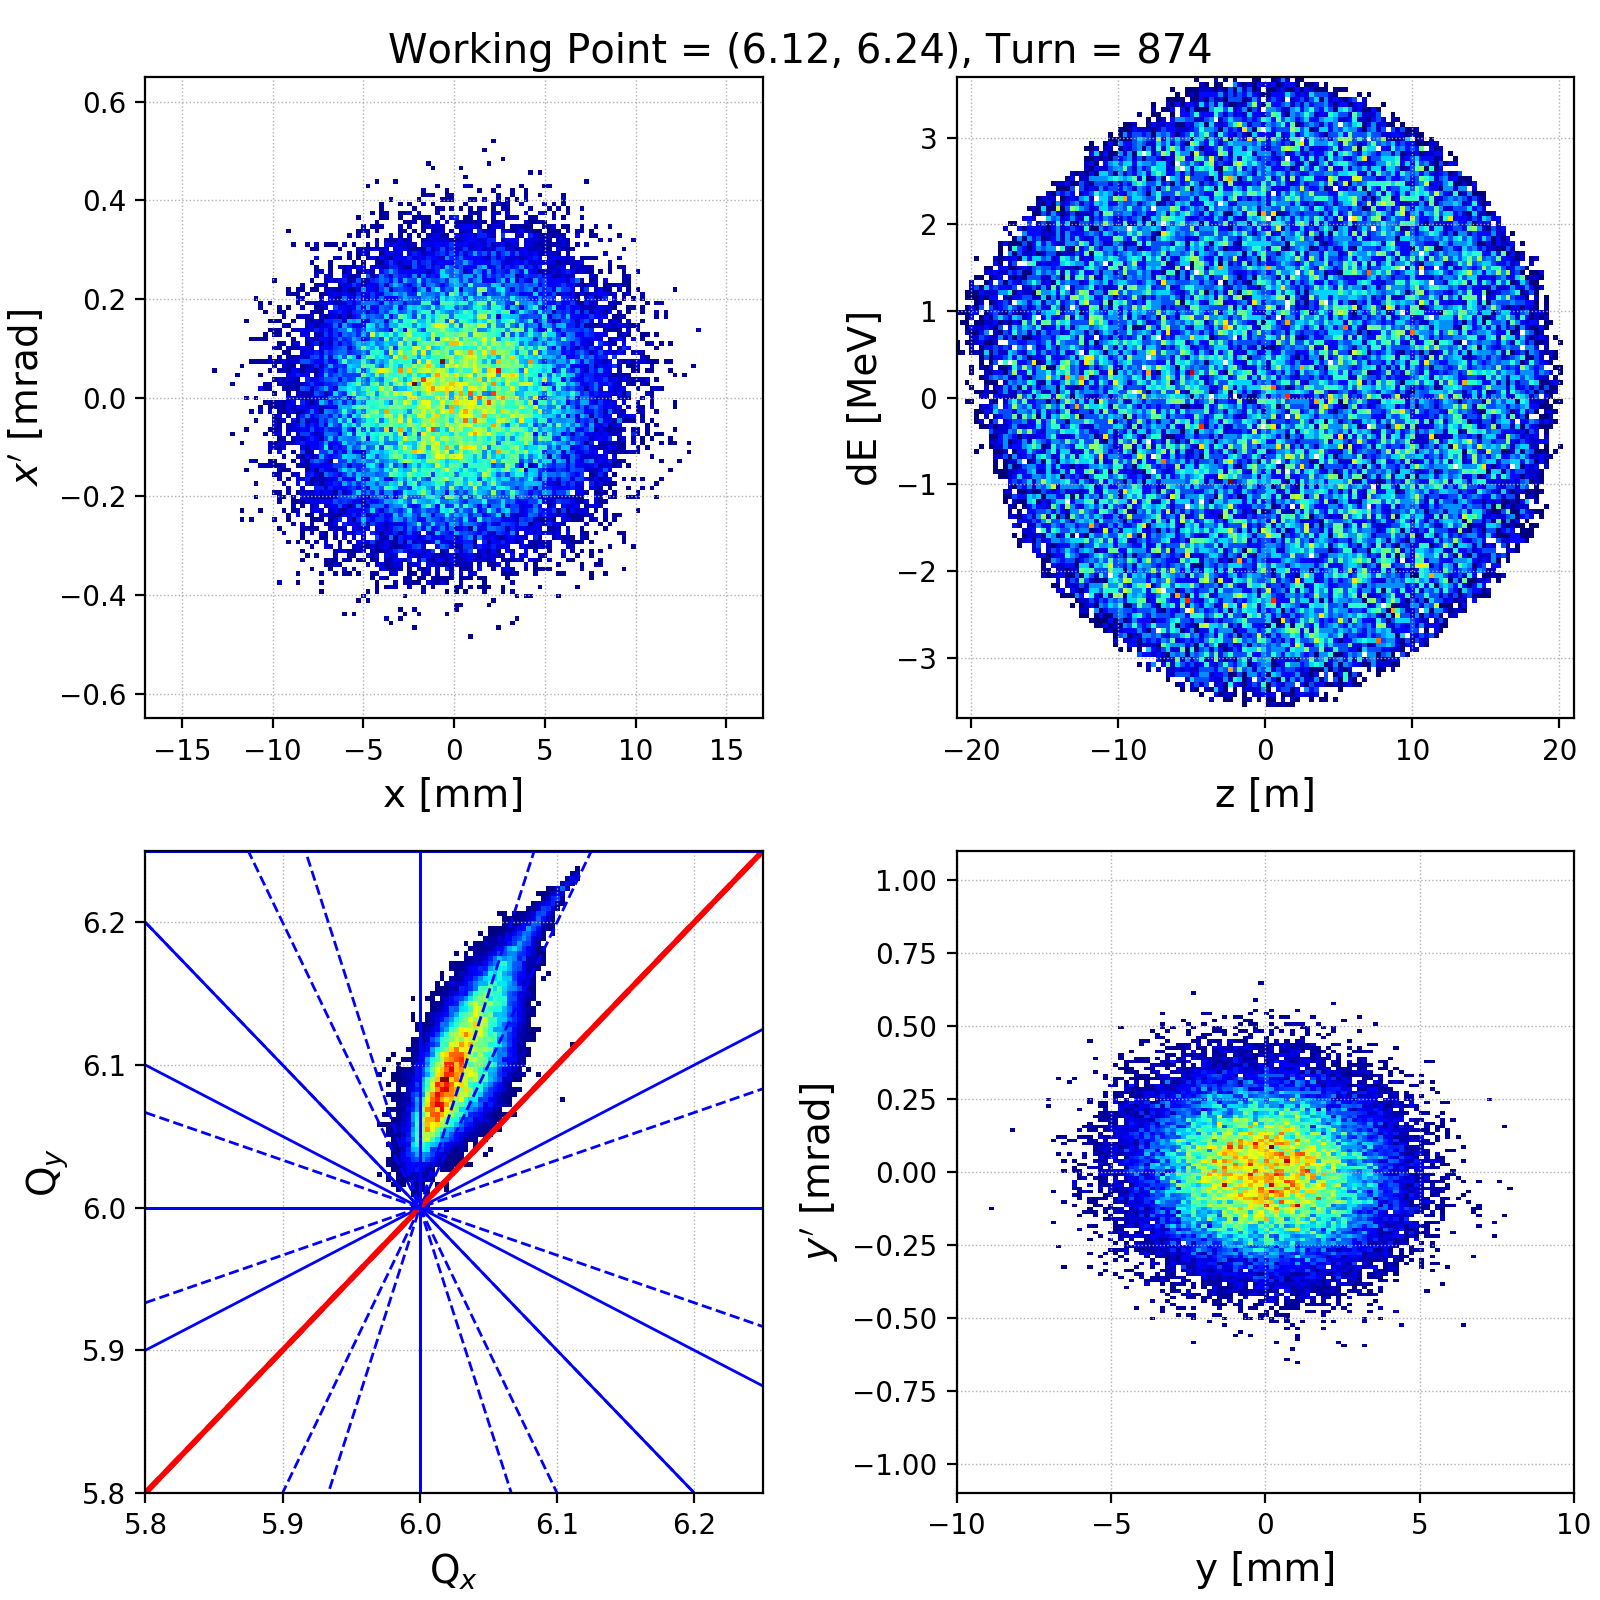 Working Point = (6.12, 6.24), Turn = 874
0.6
0.4
0.2
0.0
−0.2
−0.4
−0.6
x′ [mrad]
−15 −10 −5 0 5 10 15
x [mm]
3
2
1
0
−1
−2
−3
dE [MeV]
−20 −10 0 10 20
z [m]
6.2
6.1
6.0
5.9
5.8
Qy
5.8 5.9 6.0 6.1 6.2
Qx
1.00
0.75
0.50
0.25
0.00
−0.25
−0.50
−0.75
−1.00
y′ [mrad]
−10 −5 0 5 10
y [mm]